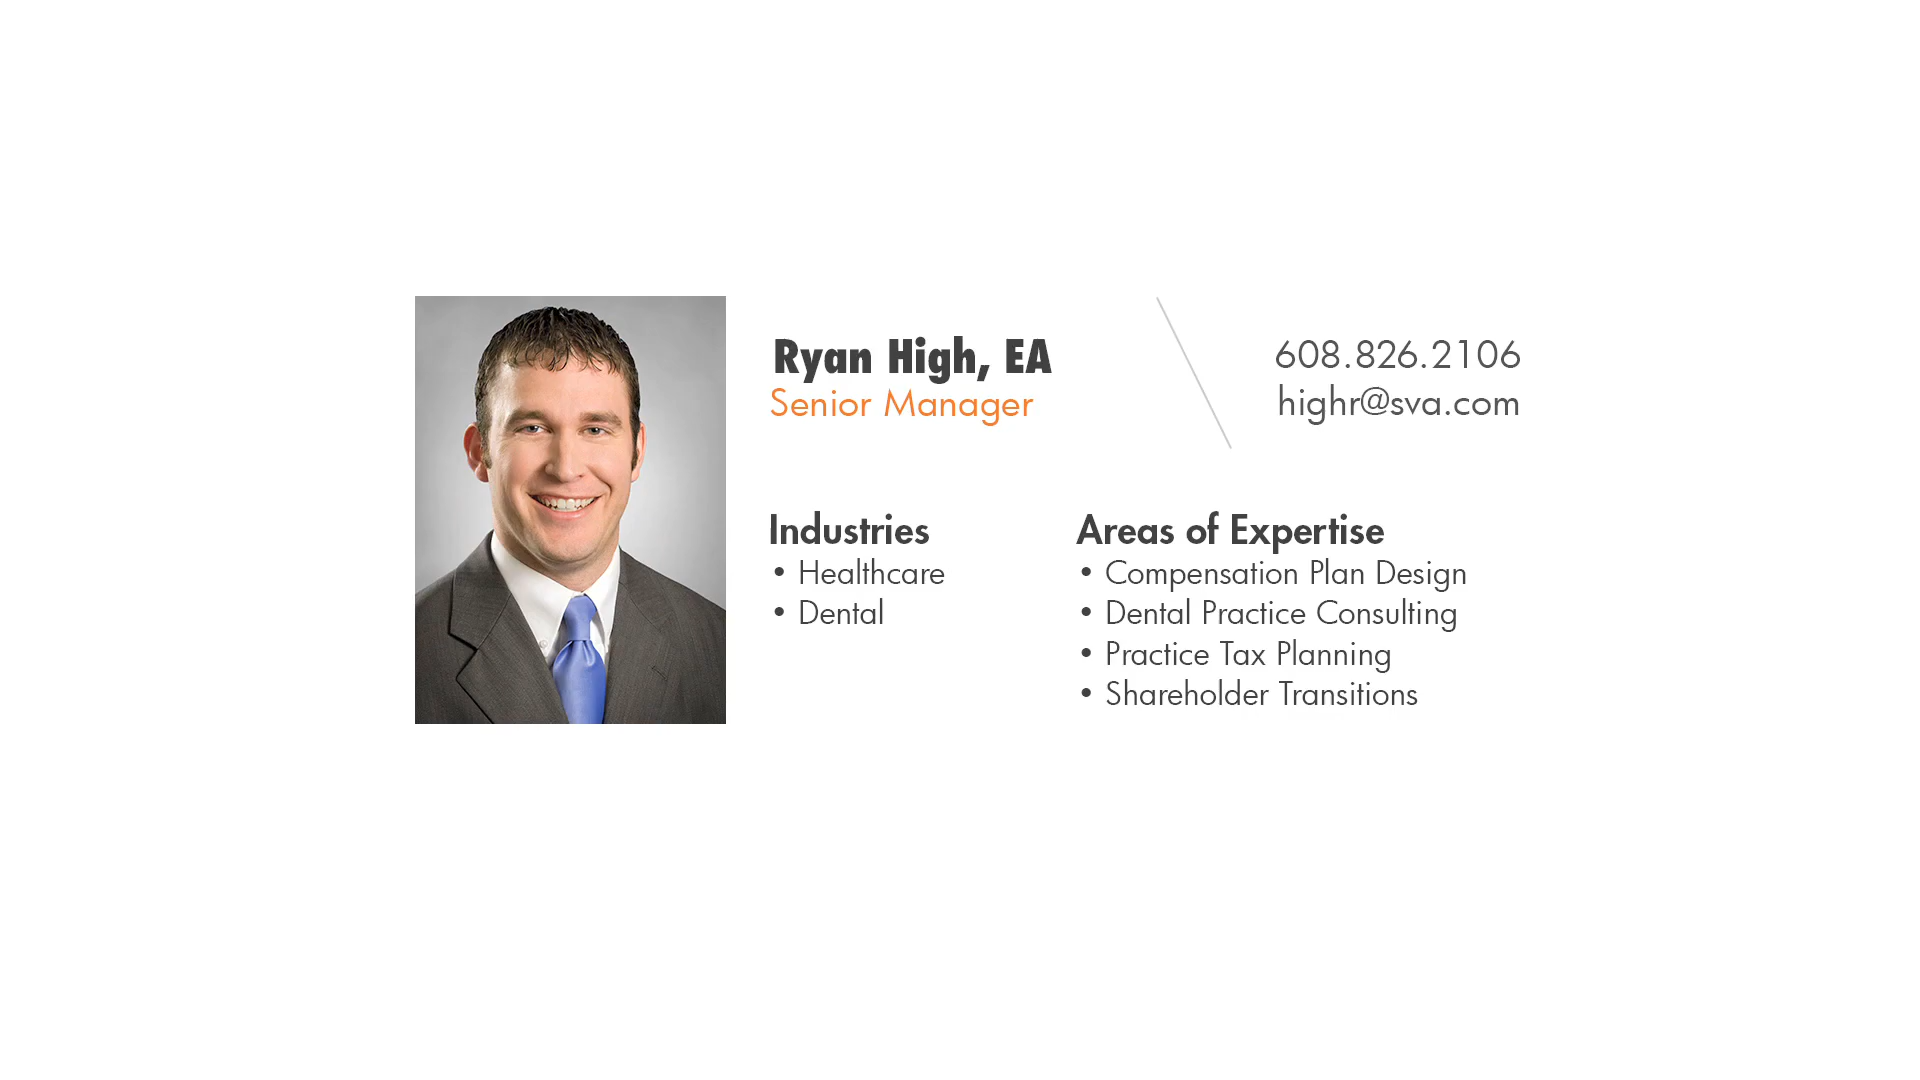 Ryan High, EA
Senior Manager
608.826.2106
highr@sva.com
Industries
• Healthcare
• Dental
Areas of Expertise
• Compensation Plan Design
• Dental Practice Consulting
• Practice Tax Planning
• Shareholder Transitions